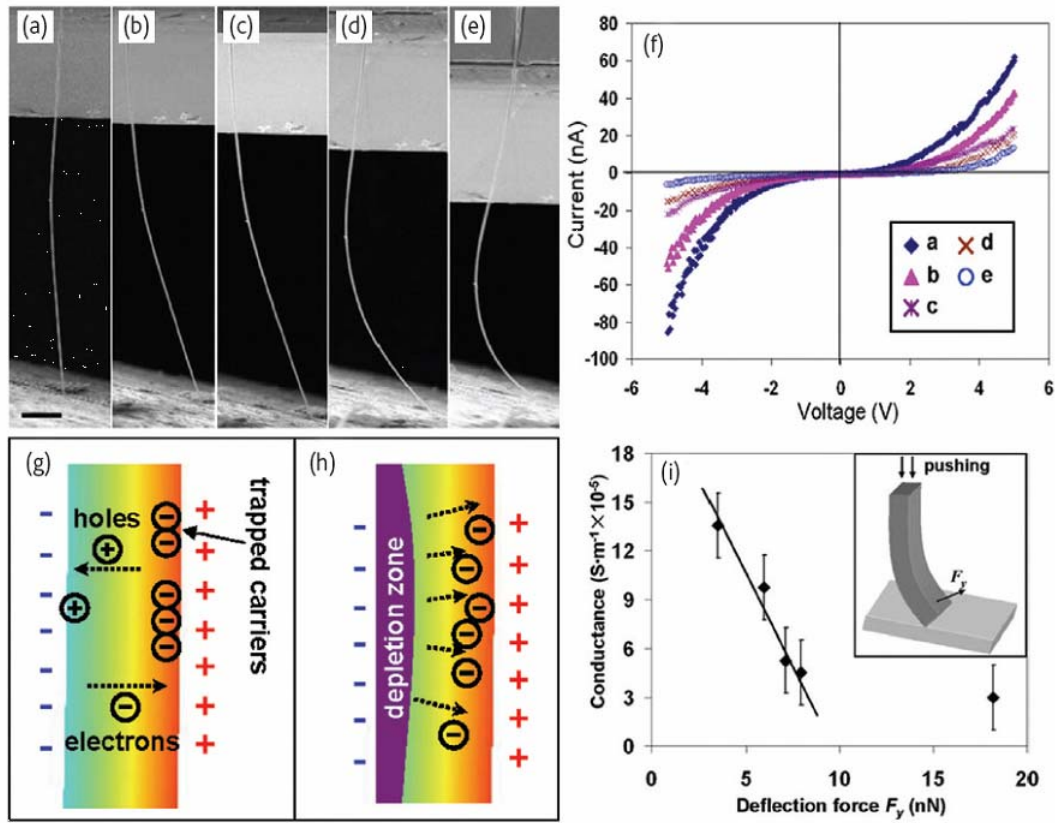 (a)
(b)
(c)
(d)
(e)
(f)
80
60
40
20
0
-20
-40
-60
-80
-100
Current (nA)
-6
-4
-2
0
2
4
6
Voltage (V)
a
b
c
d
e
(g)
- - - - - - -
holes
+
+
- - - - - -
electrons
-
+ + + + + + +
trapped carriers
(h)
- - - - - - -
depletion zone
- - - - - -
+ + + + + + +
(i)
18
15
12
9
6
3
0
Conductance (S·m⁻¹×10⁻⁵)
0
5
10
15
20
Deflection force Fy (nN)
pushing
Fy